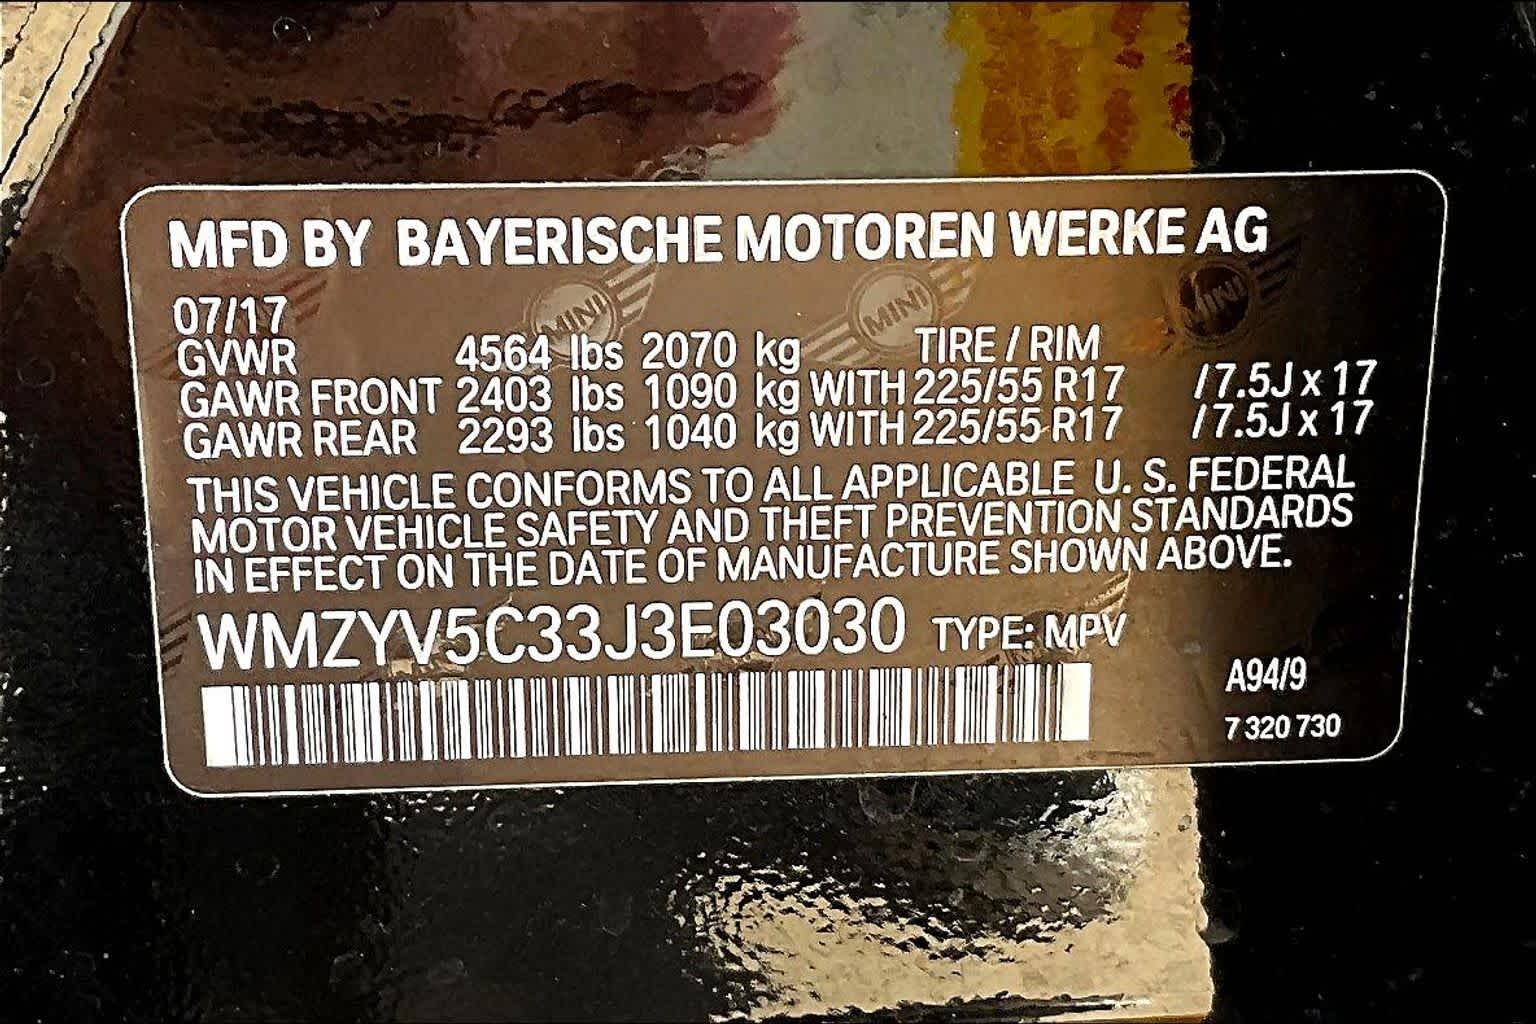 MFD BY BAYERISCHE MOTOREN WERKE AG
07/17
GVWR 4564 lbs 2070 kg TIRE / RIM
GAWR FRONT 2403 lbs 1090 kg WITH 225/55 R17 /7.5J x 17
GAWR REAR 2293 lbs 1040 kg WITH 225/55 R17 /7.5J x 17
THIS VEHICLE CONFORMS TO ALL APPLICABLE U. S. FEDERAL
MOTOR VEHICLE SAFETY AND THEFT PREVENTION STANDARDS
IN EFFECT ON THE DATE OF MANUFACTURE SHOWN ABOVE.
WMZYV5C33J3E03030 TYPE: MPV
A94/9
7 320 730
MINI
MINI
MINI